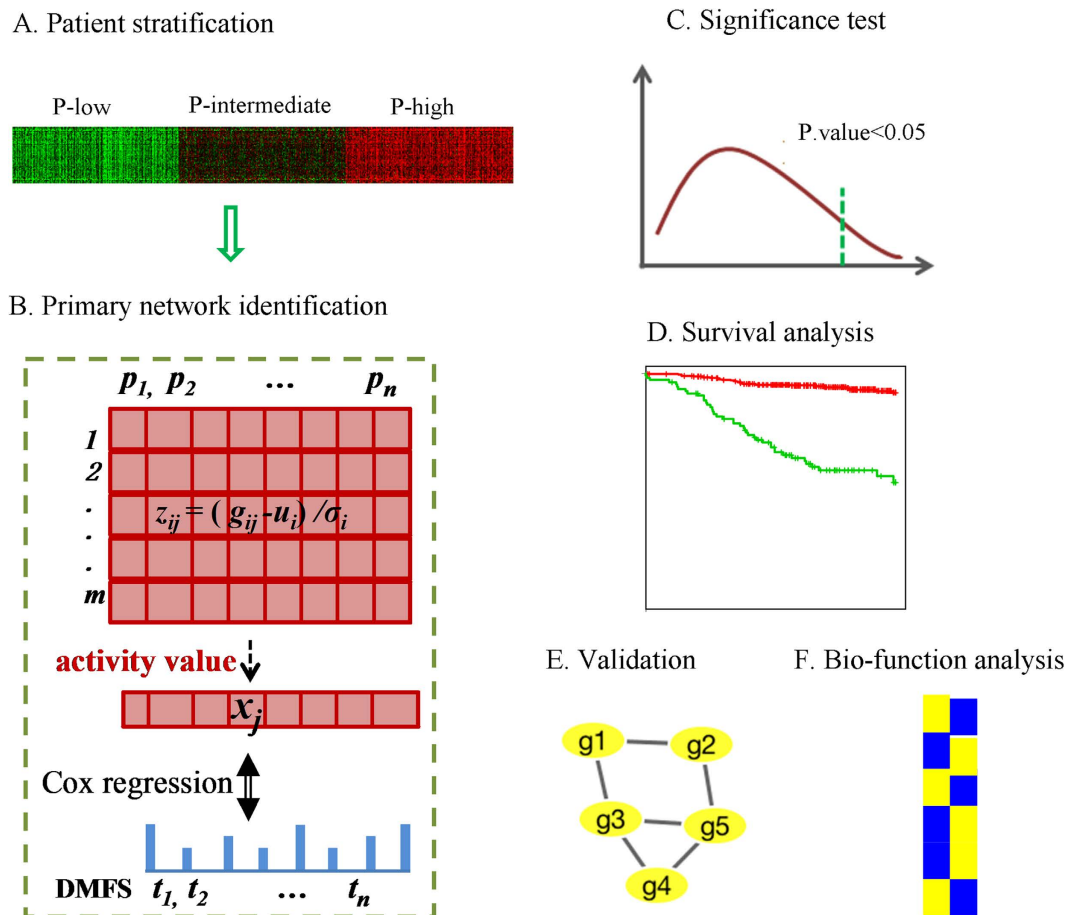 A. Patient stratification
P-low P-intermediate P-high
B. Primary network identification
p1, p2 ... pn
1
2
.
.
.
m
zij = ( gij -ui) /σi
activity value
xj
Cox regression
DMFS t1, t2 ... tn
C. Significance test
P.value<0.05
D. Survival analysis
E. Validation
g1 g2
g3 g5
g4
F. Bio-function analysis